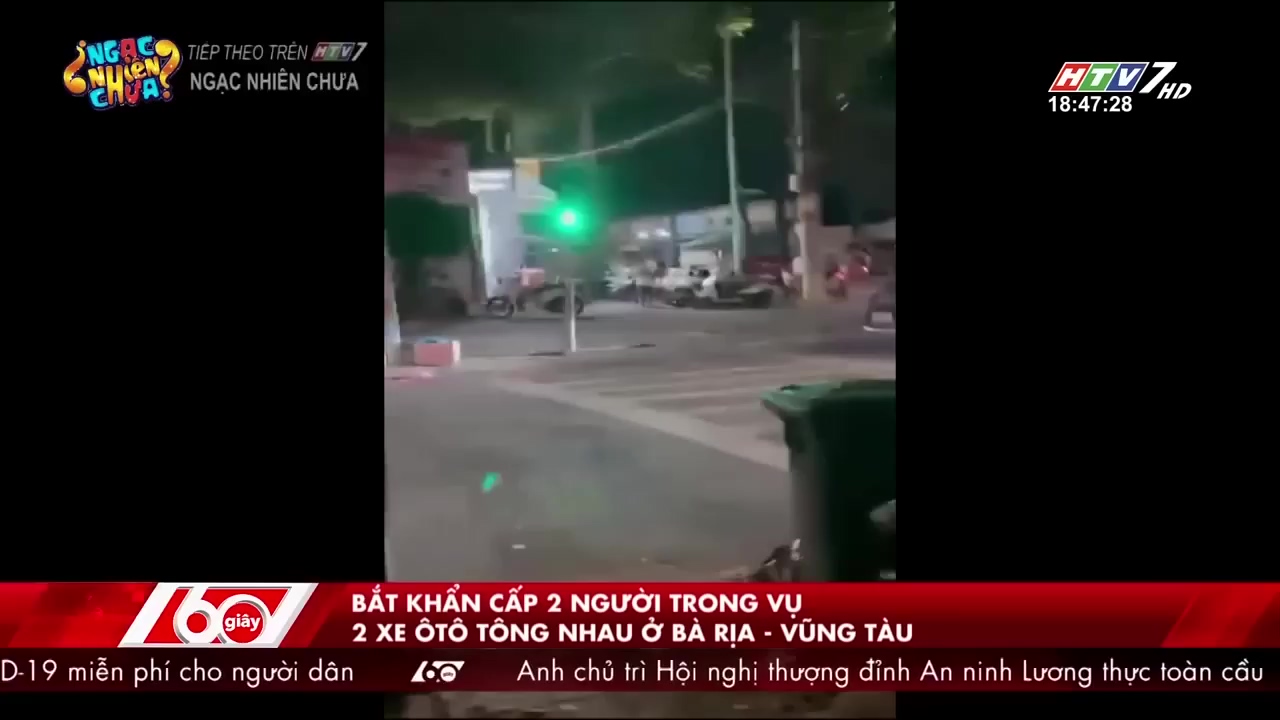 ¿NGẠC NHIÊN CHƯA?
TIẾP THEO TRÊN HTV7
NGẠC NHIÊN CHƯA
HTV7 HD
18:47:28
60 giây
BẮT KHẨN CẤP 2 NGƯỜI TRONG VỤ
2 XE ÔTÔ TÔNG NHAU Ở BÀ RỊA - VŨNG TÀU
D-19 miễn phí cho người dân 60 giây Anh chủ trì Hội nghị thượng đỉnh An ninh Lương thực toàn cầu